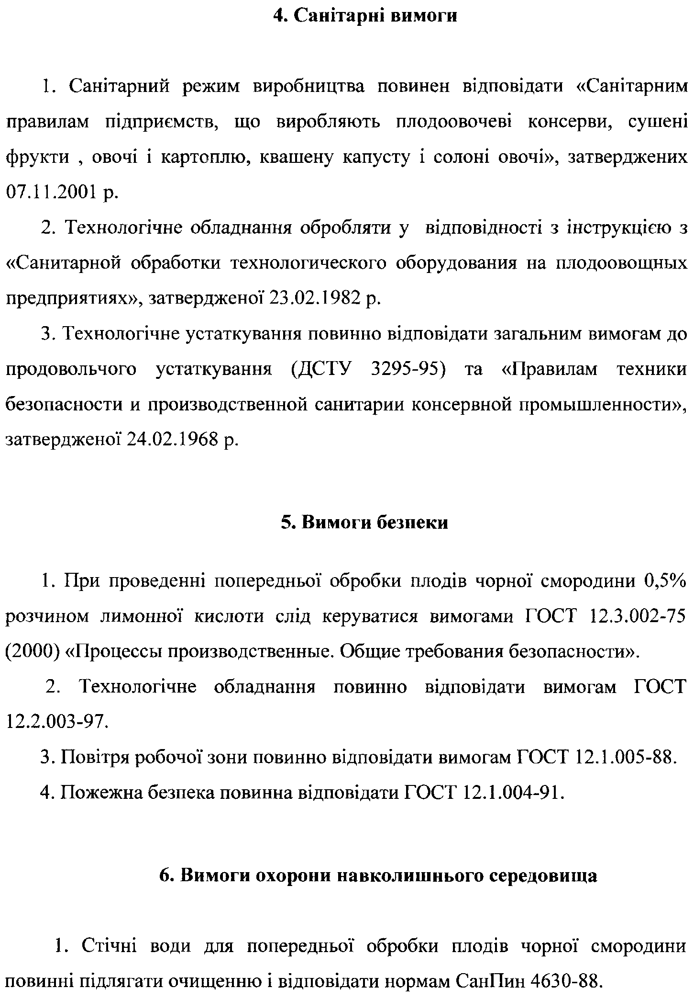 4. Санітарні вимоги
1. Санітарний режим виробництва повинен відповідати «Санітарним
правилам підприємств, що виробляють плодоовочеві консерви, сушені
фрукти , овочі і картоплю, квашену капусту і солоні овочі», затверджених
07.11.2001 р.
2. Технологічне обладнання обробляти у відповідності з інструкцією з
«Санитарной обработки технологического оборудования на плодоовощных
предприятиях», затвердженої 23.02.1982 р.
3. Технологічне устаткування повинно відповідати загальним вимогам до
продовольчого устаткування (ДСТУ 3295-95) та «Правилам техники
безопасности и производственной санитарии консервной промышленности»,
затвердженої 24.02.1968 р.
5. Вимоги безпеки
1. При проведенні попередньої обробки плодів чорної смородини 0,5%
розчином лимонної кислоти слід керуватися вимогами ГОСТ 12.3.002-75
(2000) «Процессы производственные. Общие требования безопасности».
2. Технологічне обладнання повинно відповідати вимогам ГОСТ
12.2.003-97.
3. Повітря робочої зони повинно відповідати вимогам ГОСТ 12.1.005-88.
4. Пожежна безпека повинна відповідати ГОСТ 12.1.004-91.
6. Вимоги охорони навколишнього середовища
1. Стічні води для попередньої обробки плодів чорної смородини
повинні підлягати очищенню і відповідати нормам СанПин 4630-88.